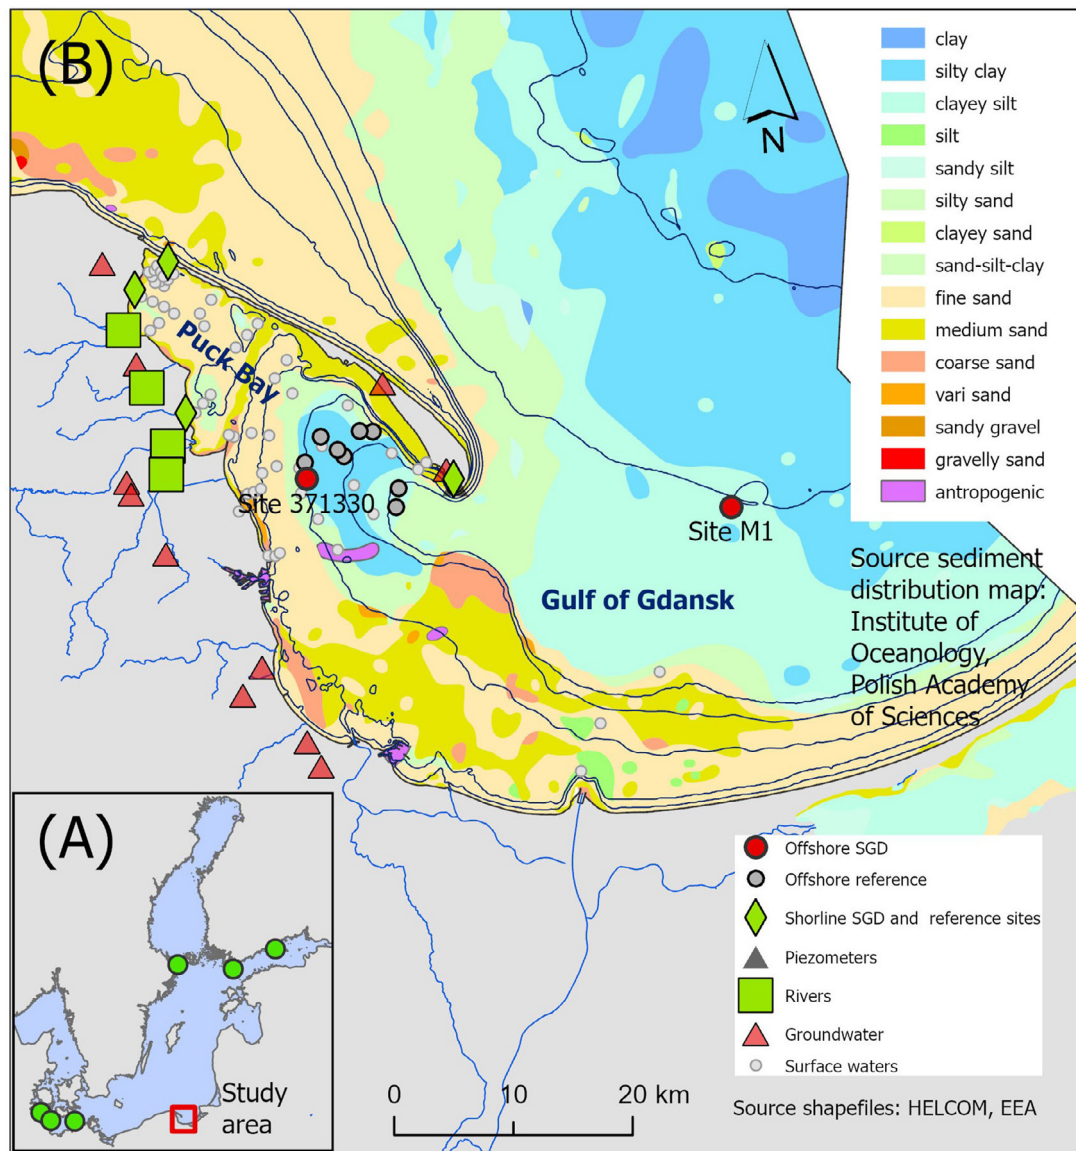 (B)
clay
silty clay
clayey silt
silt
sandy silt
silty sand
clayey sand
sand-silt-clay
fine sand
medium sand
coarse sand
vari sand
sandy gravel
gravelly sand
antropogenic
N
Puck Bay
Site 371330
Site M1
Gulf of Gdansk
Source sediment
distribution map:
Institute of
Oceanology,
Polish Academy
of Sciences
(A)
Study
area
Offshore SGD
Offshore reference
Shorline SGD and reference sites
Piezometers
Rivers
Groundwater
Surface waters
0 10 20 km
Source shapefiles: HELCOM, EEA